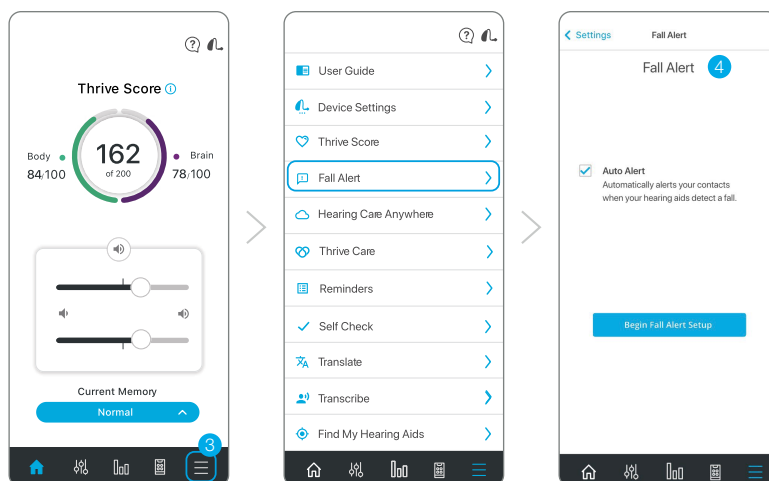 Thrive Score
Body
84/100
162
of 200
Brain
78/100
Current Memory
Normal
3
User Guide
Device Settings
Thrive Score
Fall Alert
Hearing Care Anywhere
Thrive Care
Reminders
Self Check
Translate
Transcribe
Find My Hearing Aids
Settings
Fall Alert
Fall Alert 4
Auto Alert
Automatically alerts your contacts
when your hearing aids detect a fall.
Begin Fall Alert Setup